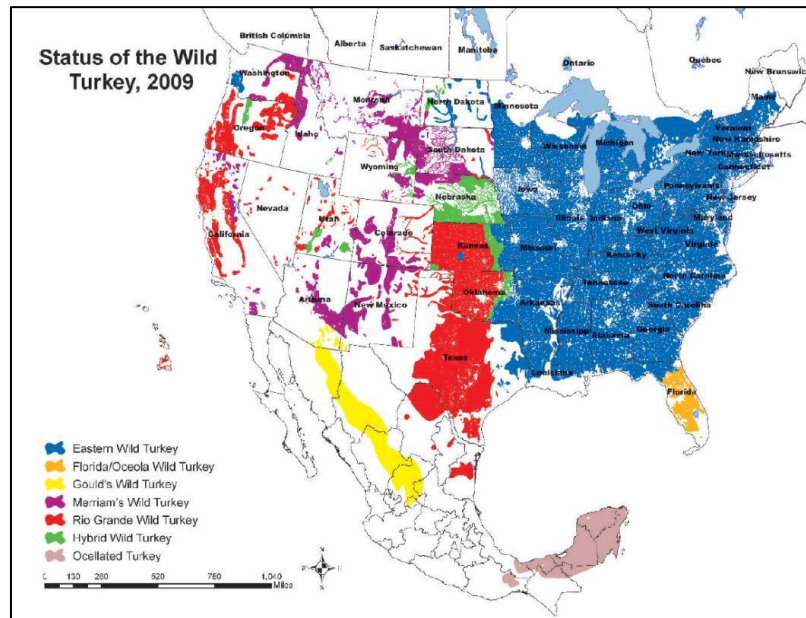 Status of the Wild
Turkey, 2009
British Columbia
Alberta
Saskatchewan
Manitoba
Ontario
Québec
New Brunswick
Washington
Montana
North Dakota
Minnesota
Maine
Oregon
Idaho
Wyoming
South Dakota
Wisconsin
Michigan
Vermont
New Hampshire
New York
Massachusetts
Connecticut
Nebraska
Iowa
Pennsylvania
New Jersey
Nevada
Utah
Colorado
Illinois
Indiana
Ohio
Maryland
West Virginia
Virginia
California
Kansas
Missouri
Kentucky
Arizona
New Mexico
Oklahoma
Arkansas
Tennessee
North Carolina
South Carolina
Texas
Mississippi
Alabama
Georgia
Louisiana
Florida
Eastern Wild Turkey
Florida/Oceola Wild Turkey
Gould's Wild Turkey
Merriam's Wild Turkey
Rio Grande Wild Turkey
Hybrid Wild Turkey
Ocellated Turkey
0 130 260 520 780 1,040
Miles
N